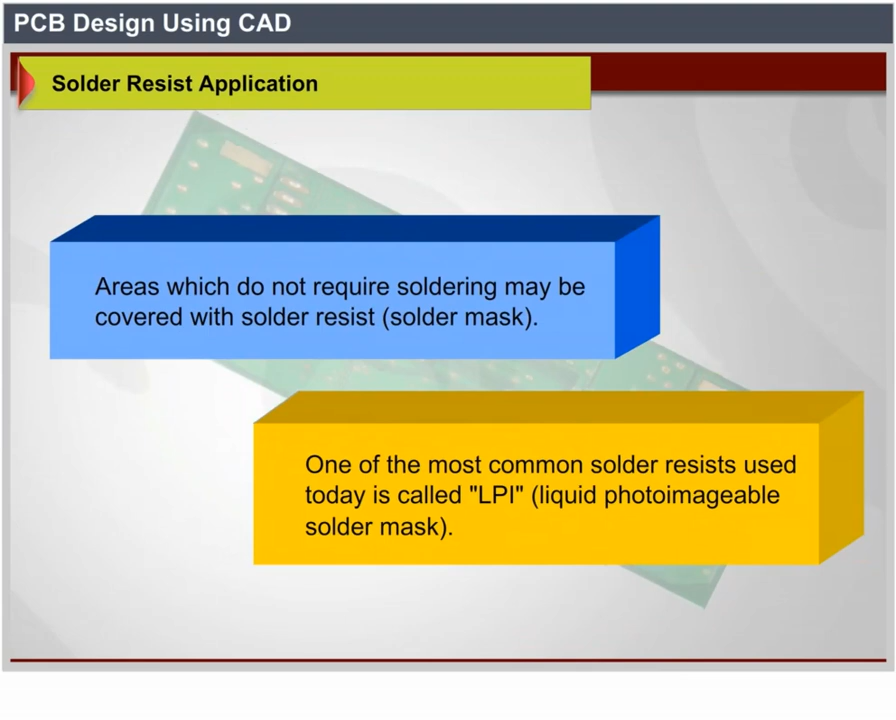 PCB Design Using CAD
Solder Resist Application
Areas which do not require soldering may be
covered with solder resist (solder mask).
One of the most common solder resists used
today is called "LPI" (liquid photoimageable
solder mask).